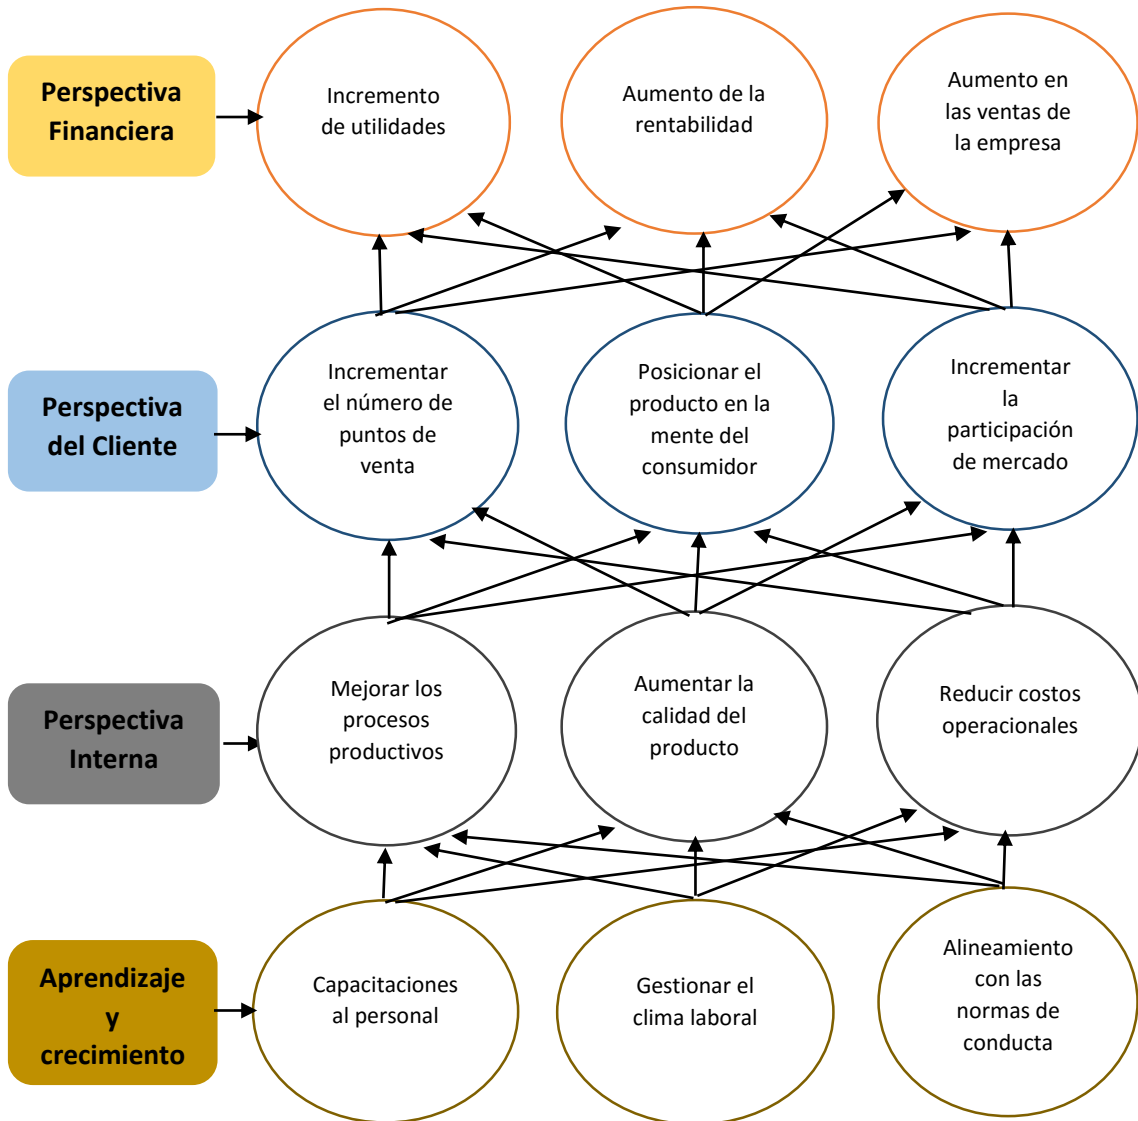 Perspectiva
Financiera
Incremento
de utilidades
Aumento de la
rentabilidad
Aumento en
las ventas de
la empresa
Perspectiva
del Cliente
Incrementar
el número de
puntos de
venta
Posicionar el
producto en la
mente del
consumidor
Incrementar
la
participación
de mercado
Perspectiva
Interna
Mejorar los
procesos
productivos
Aumentar la
calidad del
producto
Reducir costos
operacionales
Aprendizaje
y
crecimiento
Capacitaciones
al personal
Gestionar el
clima laboral
Alineamiento
con las
normas de
conducta